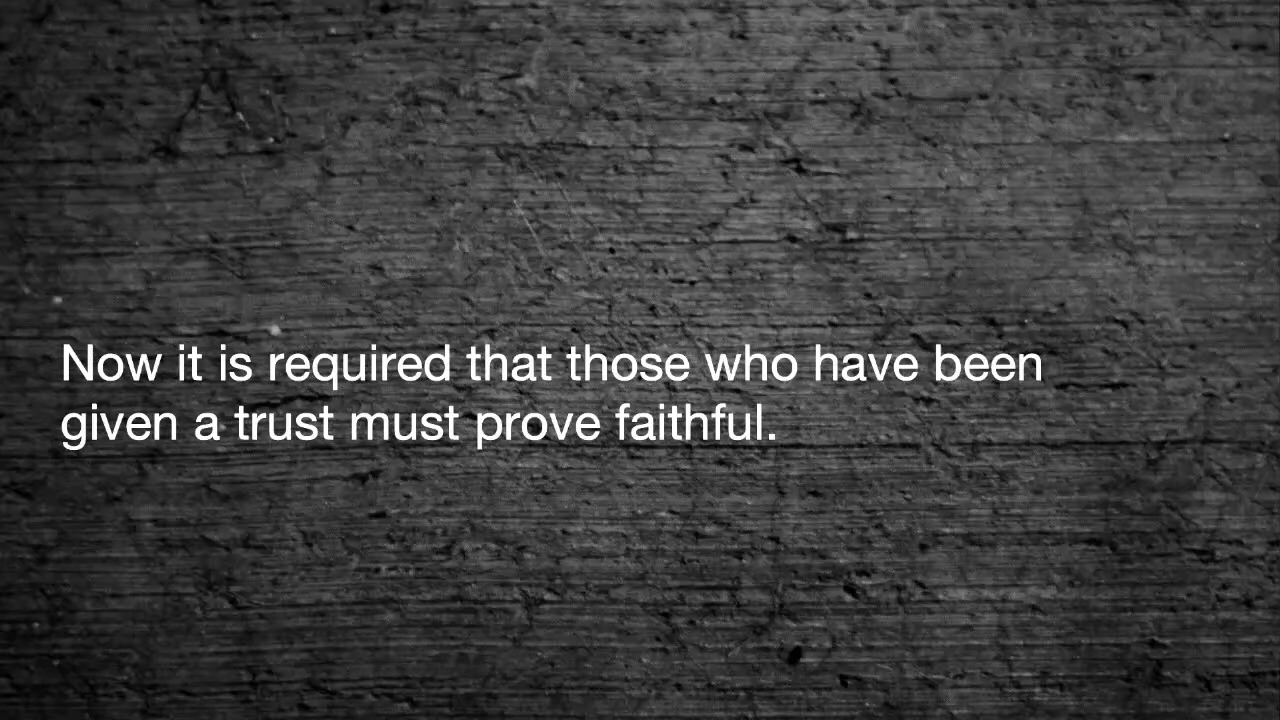 Now it is required that those who have been
given a trust must prove faithful.